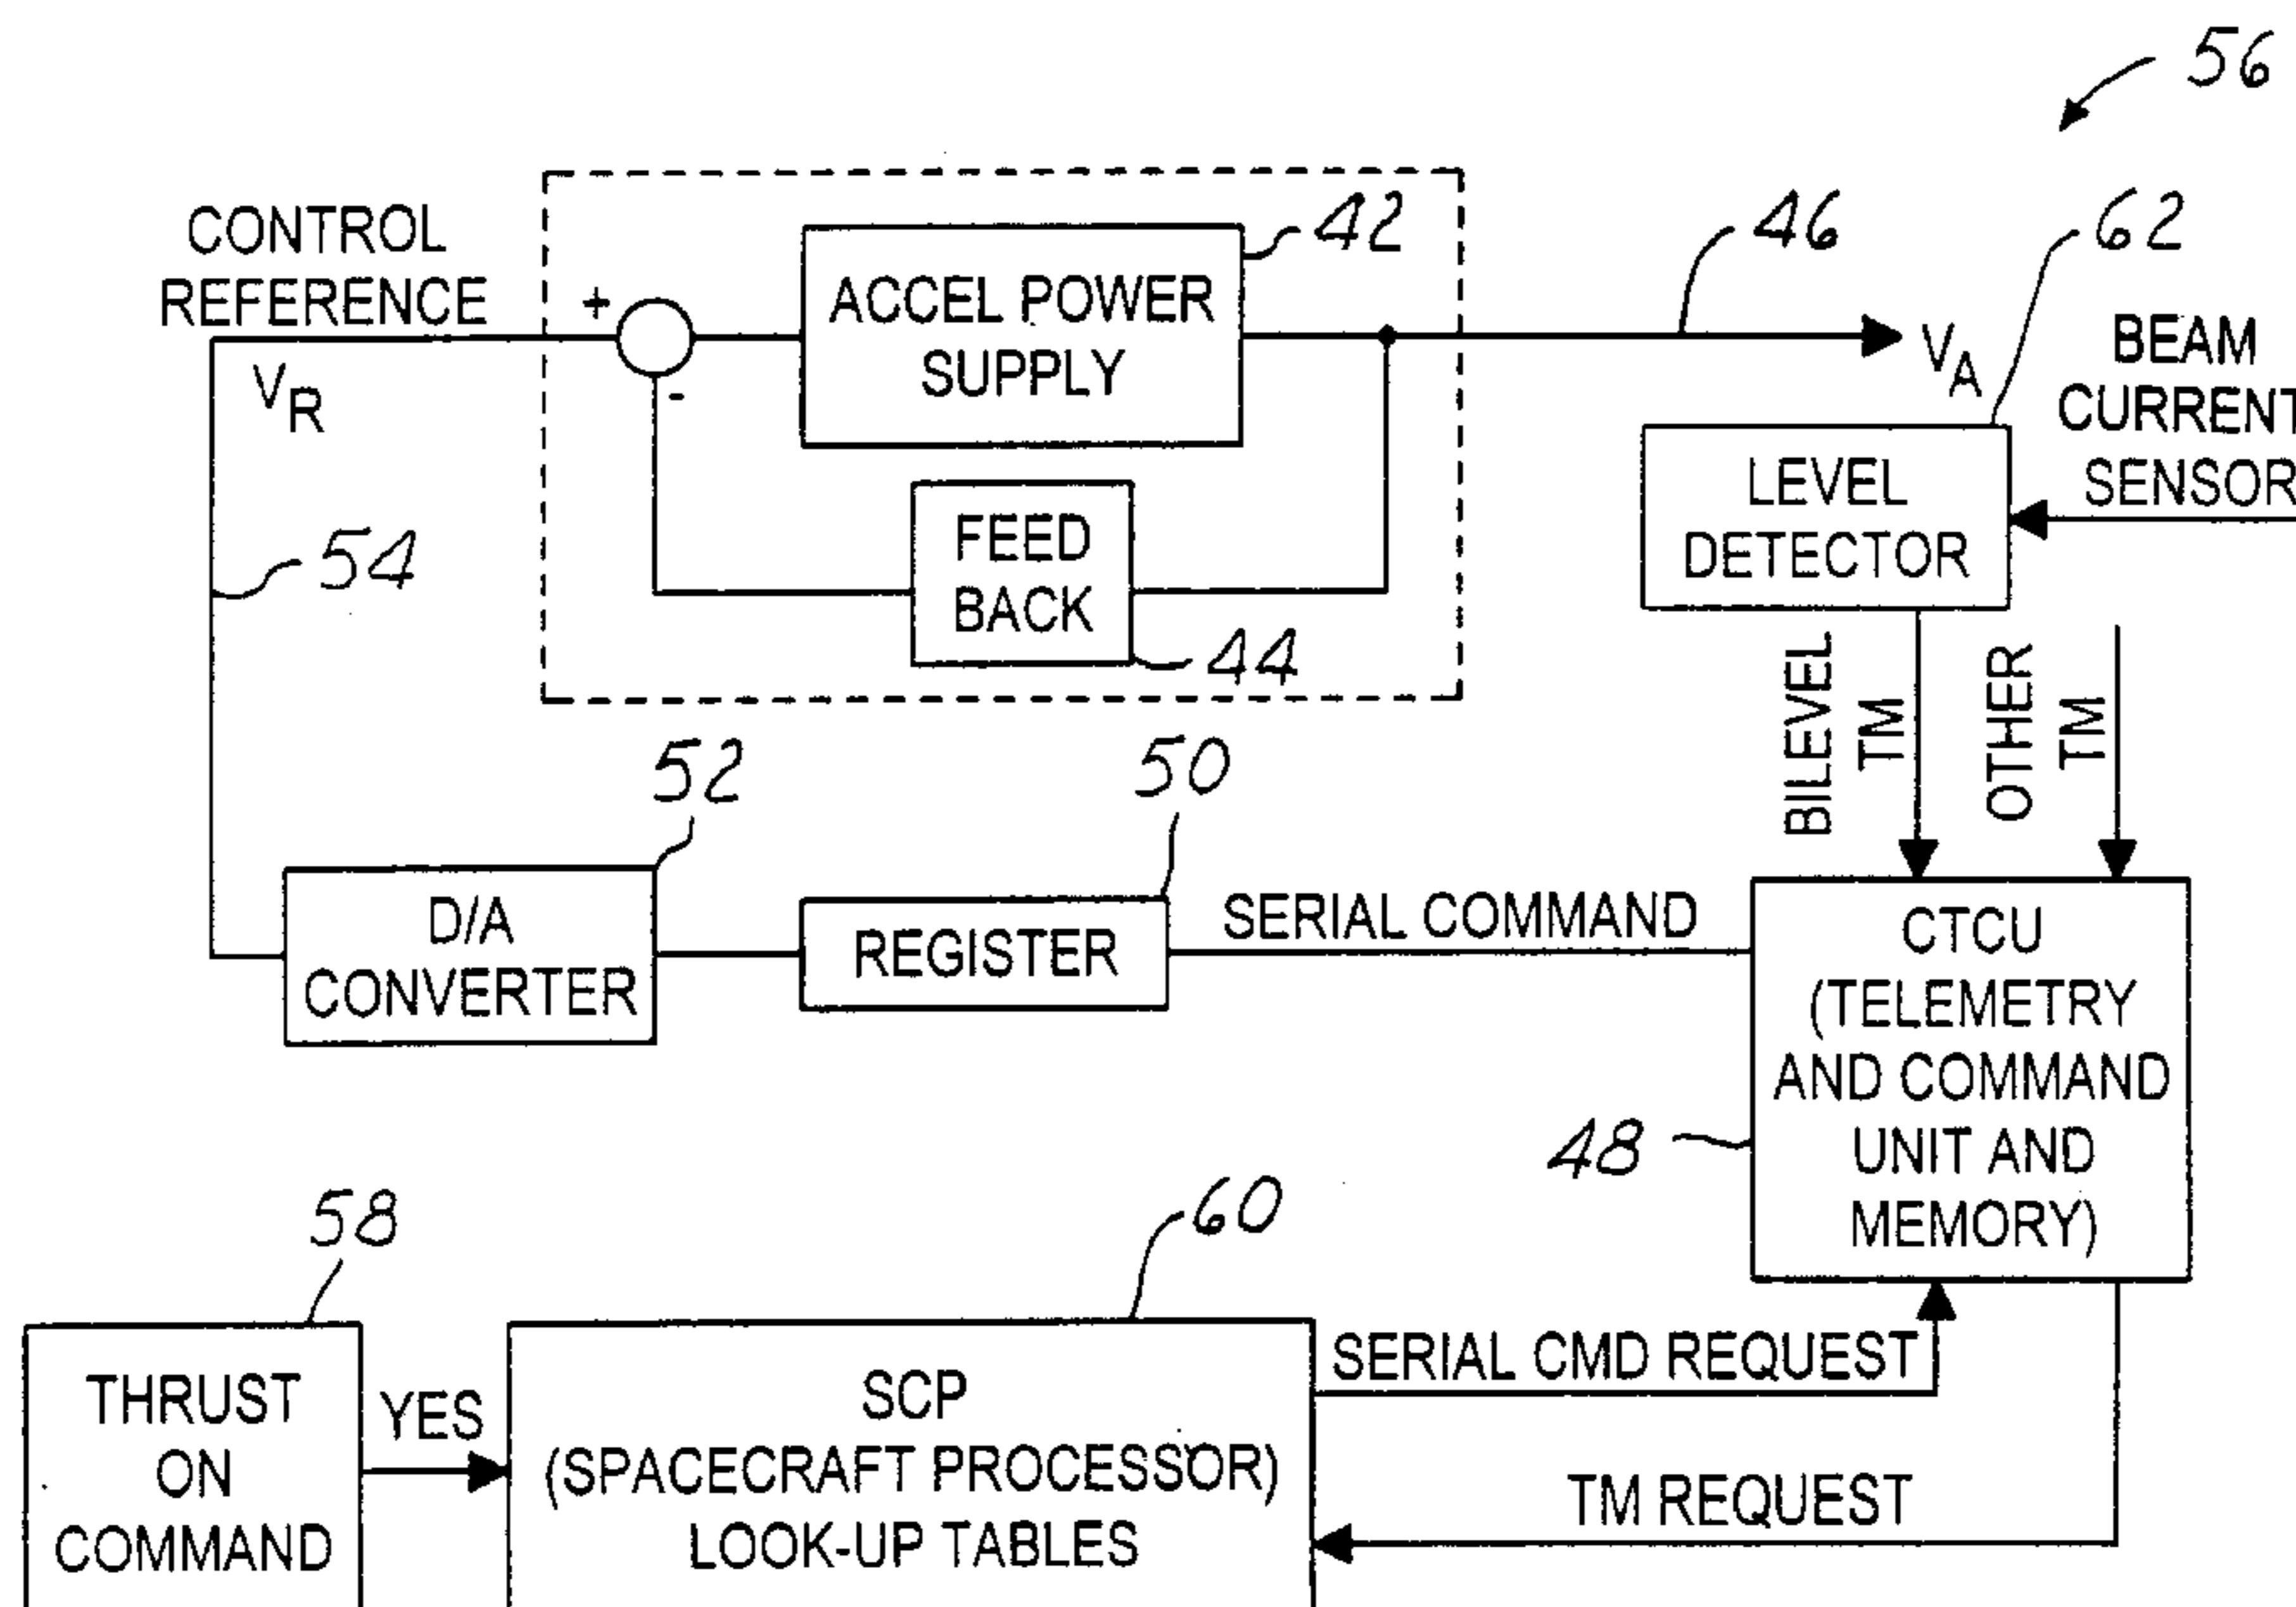 56
CONTROL
REFERENCE
V_R
+
-
ACCEL POWER
SUPPLY
42
46
V_A
62
BEAM
CURRENT
SENSOR
FEED
BACK
44
LEVEL
DETECTOR
54
BILEVEL
TM
OTHER
TM
52
50
D/A
CONVERTER
REGISTER
SERIAL COMMAND
CTCU
(TELEMETRY
AND COMMAND
UNIT AND
MEMORY)
48
58
60
THRUST
ON
COMMAND
YES
SCP
(SPACECRAFT PROCESSOR)
LOOK-UP TABLES
SERIAL CMD REQUEST
TM REQUEST